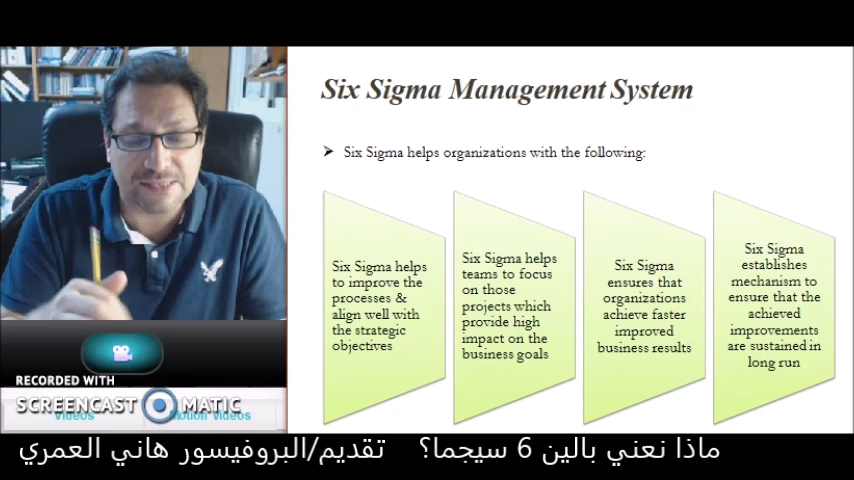 Six Sigma Management System
➢ Six Sigma helps organizations with the following:
Six Sigma helps
to improve the
processes &
align well with
the strategic
objectives
Six Sigma helps
teams to focus
on those
projects which
provide high
impact on the
business goals
Six Sigma
ensures that
organizations
achieve faster
improved
business results
Six Sigma
establishes
mechanism to
ensure that the
achieved
improvements
are sustained in
long run
RECORDED WITH
SCREENCAST MATIC
Videos Motion Videos
ماذا نعني بالين 6 سيجما؟ تقديم/البروفيسور هاني العمري